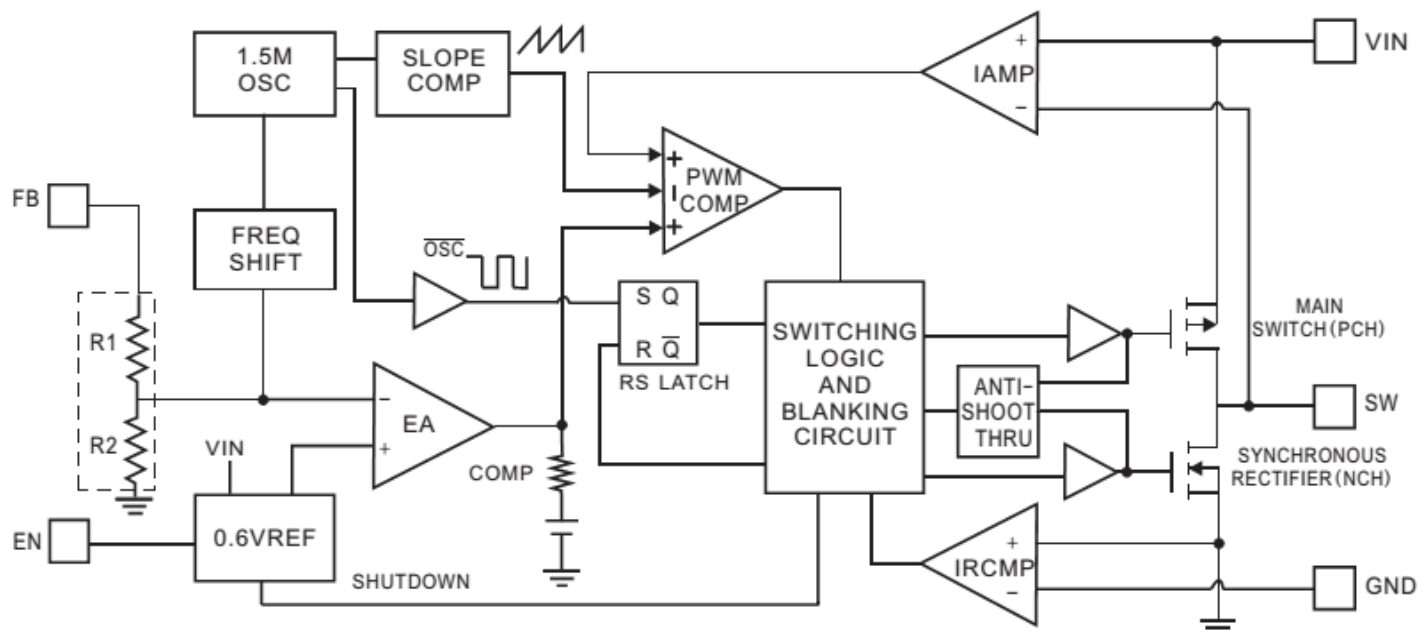 1.5M
OSC
SLOPE
COMP
+
IAMP
−
VIN
FB
FREQ
SHIFT
+
−
+
PWM
COMP
OSC
R1
R2
S Q
R Q
RS LATCH
SWITCHING
LOGIC
AND
BLANKING
CIRCUIT
MAIN
SWITCH (PCH)
ANTI-
SHOOT
THRU
SW
−
EA
+
VIN
COMP
SYNCHRONOUS
RECTIFIER (NCH)
EN
0.6VREF
SHUTDOWN
+
IRCMP
−
GND